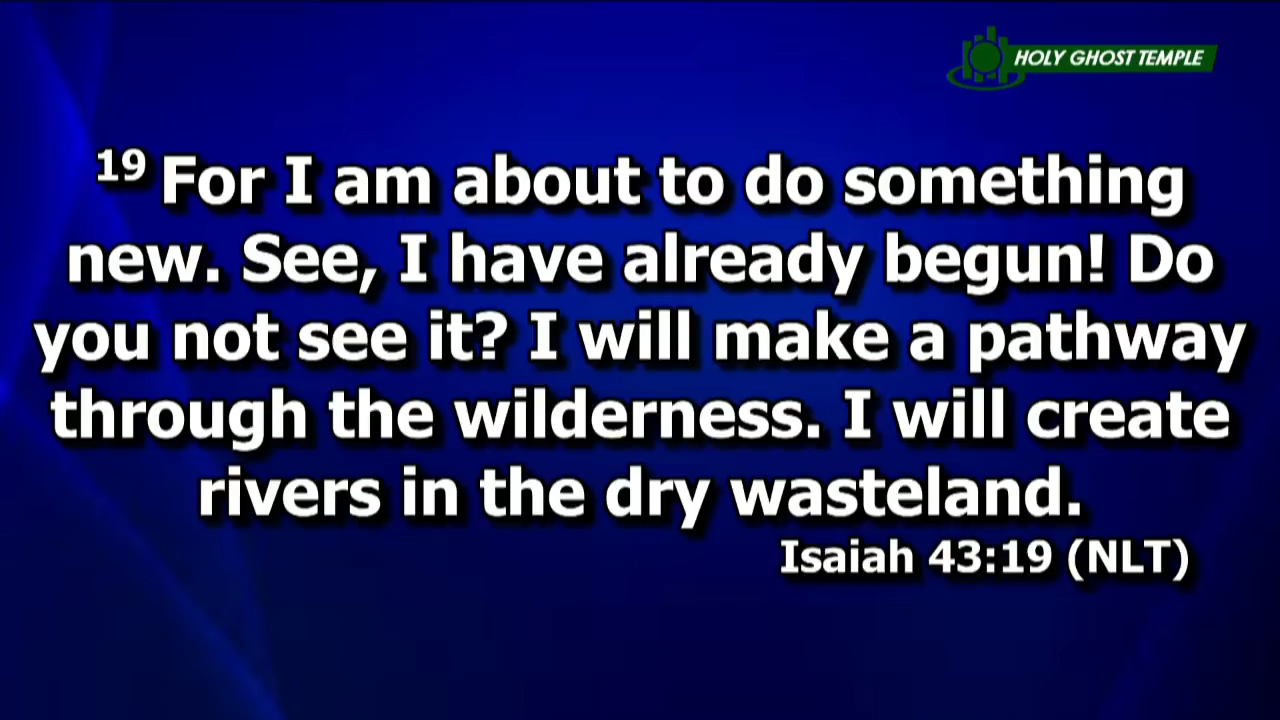 HOLY GHOST TEMPLE
19 For I am about to do something
new. See, I have already begun! Do
you not see it? I will make a pathway
through the wilderness. I will create
rivers in the dry wasteland.
Isaiah 43:19 (NLT)